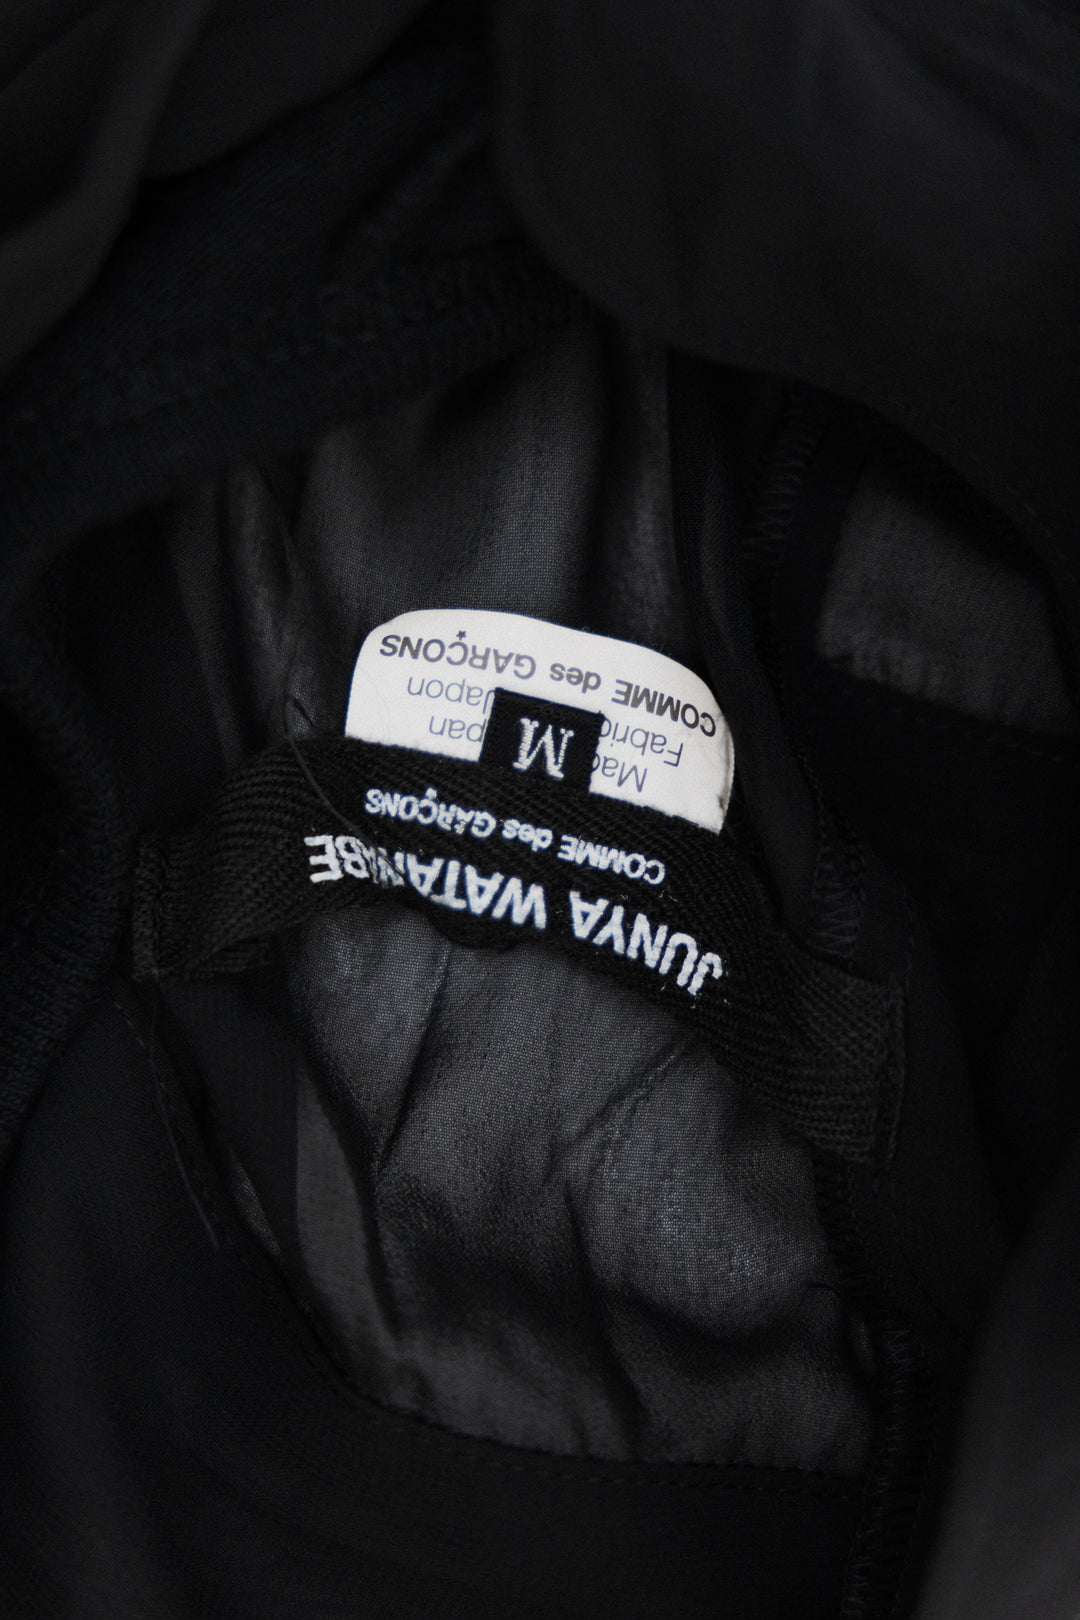 JUNYA WATANABE
COMME des GARÇONS
M
Japon
COMME des GARÇONS